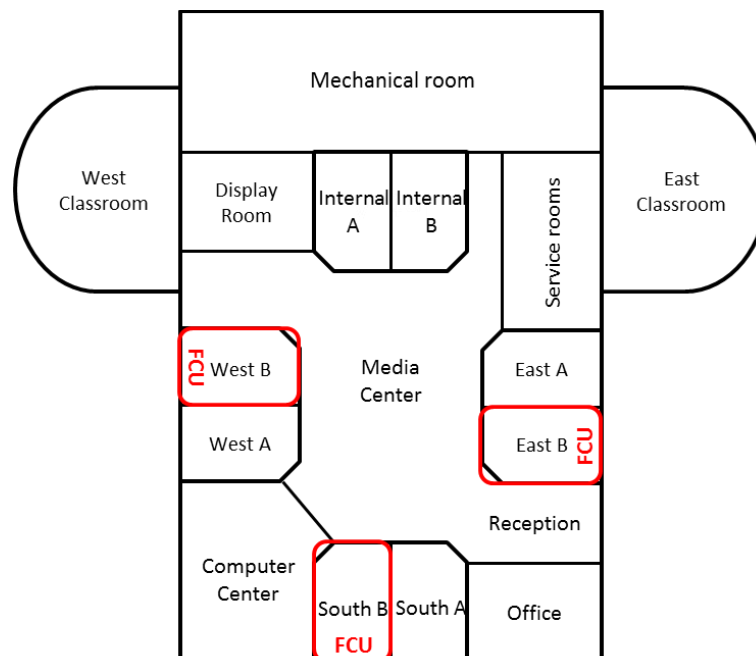 Mechanical room
West
Classroom
Display
Room
Internal
A
Internal
B
Service rooms
East
Classroom
FCU
West B
Media
Center
East A
West A
East B
FCU
Reception
Computer
Center
South B
South A
Office
FCU